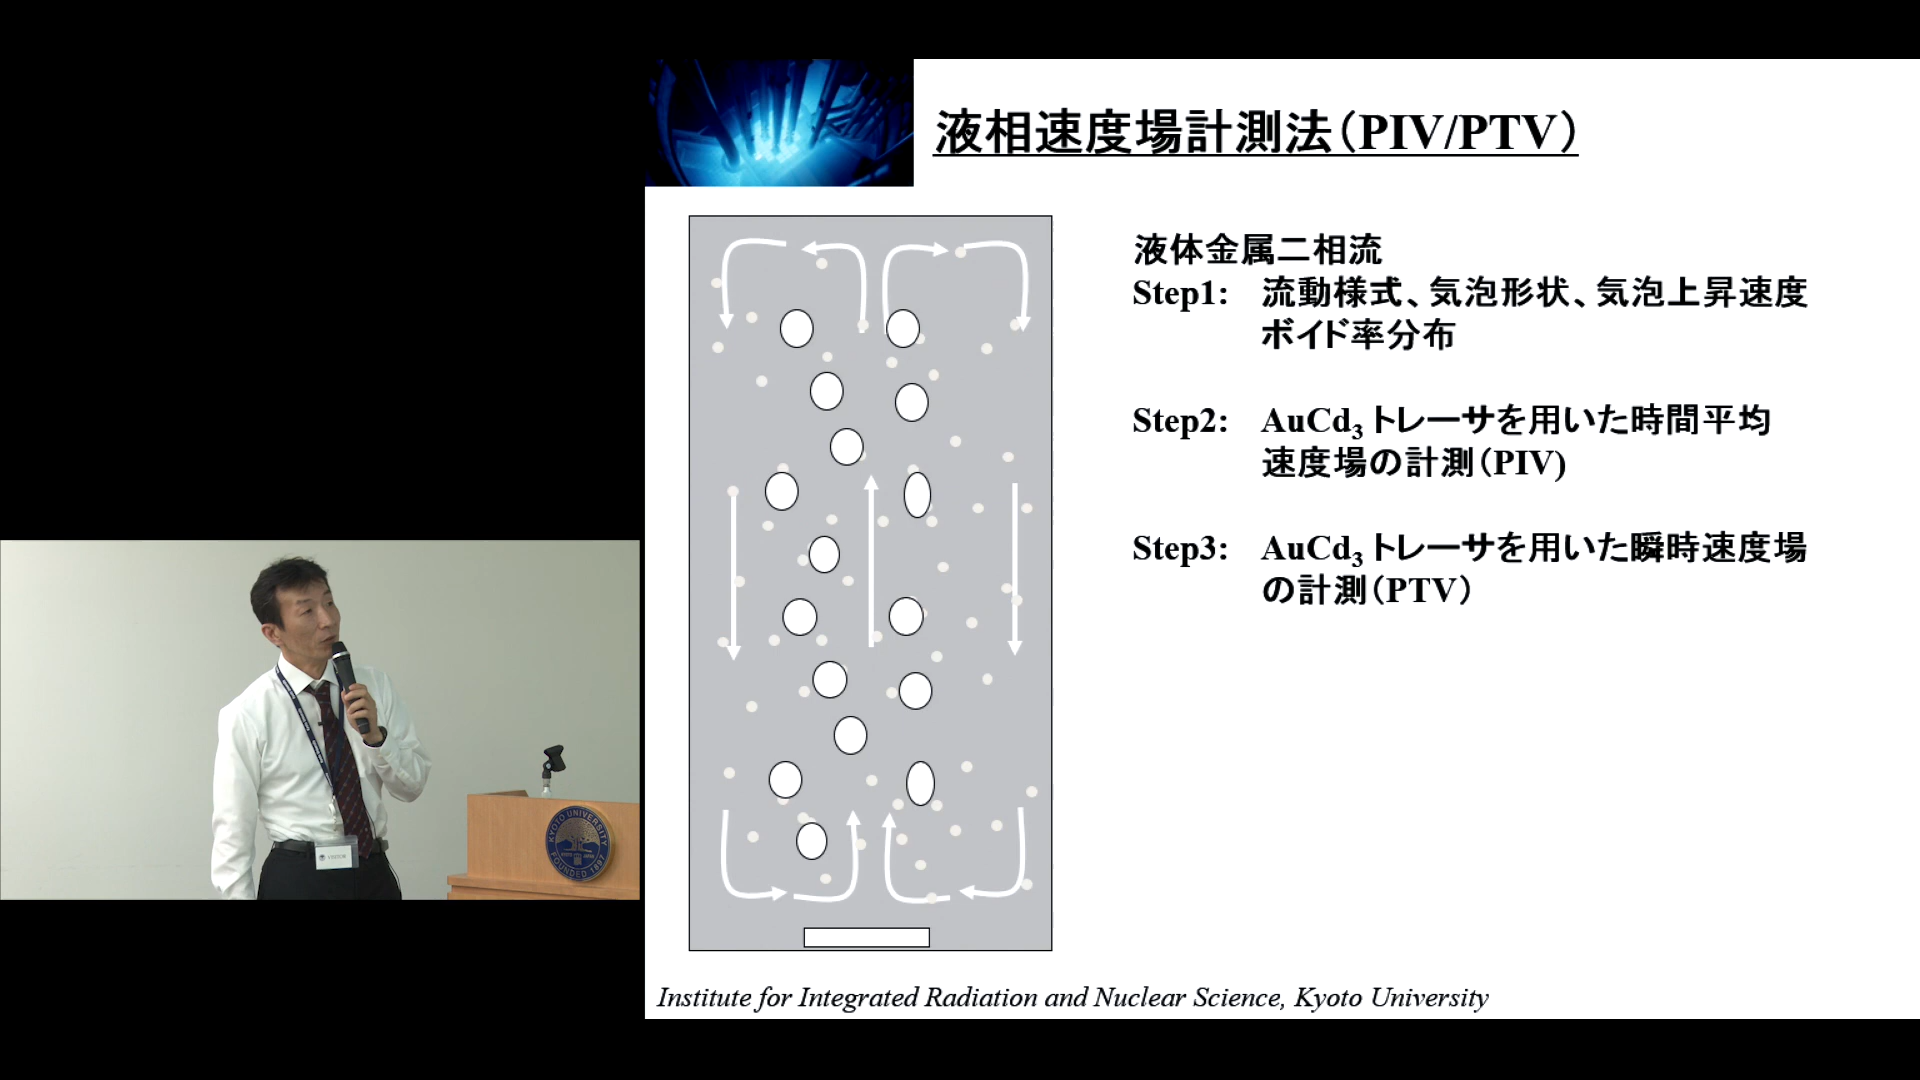 液相速度場計測法(PIV/PTV)
液体金属二相流
Step1: 流動様式、気泡形状、気泡上昇速度
ボイド率分布
Step2: AuCd3トレーサを用いた時間平均
速度場の計測(PIV)
Step3: AuCd3トレーサを用いた瞬時速度場
の計測(PTV)
Institute for Integrated Radiation and Nuclear Science, Kyoto University
KYOTO UNIVERSITY
FOUNDED 1897